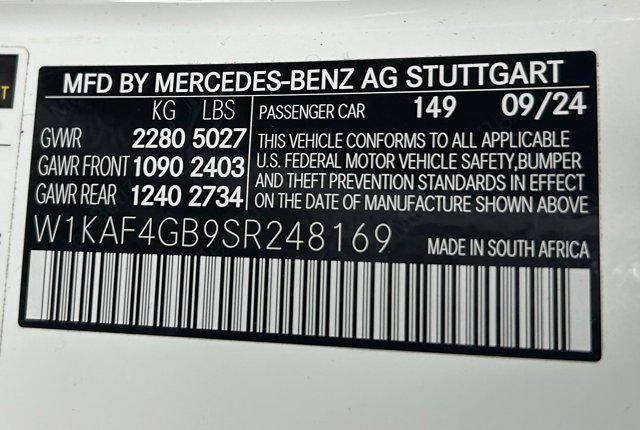 MFD BY MERCEDES-BENZ AG STUTTGART
KG LBS
GVWR 2280 5027
GAWR FRONT 1090 2403
GAWR REAR 1240 2734
PASSENGER CAR 149 09/24
THIS VEHICLE CONFORMS TO ALL APPLICABLE
U.S. FEDERAL MOTOR VEHICLE SAFETY,BUMPER
AND THEFT PREVENTION STANDARDS IN EFFECT
ON THE DATE OF MANUFACTURE SHOWN ABOVE
W1KAF4GB9SR248169 MADE IN SOUTH AFRICA